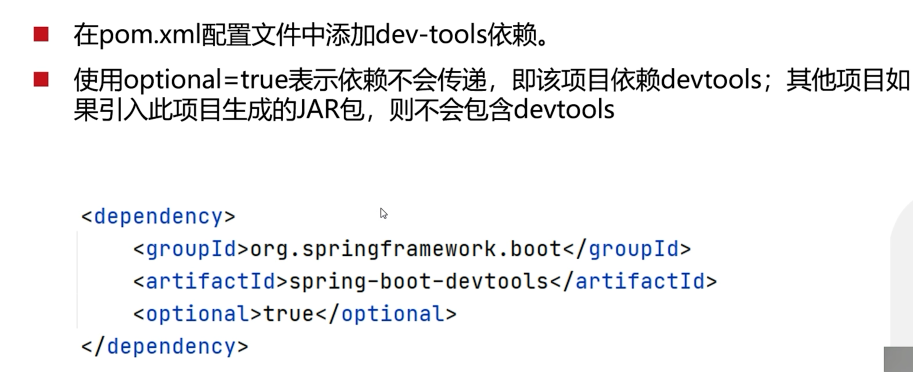 在pom.xml配置文件中添加dev-tools依赖。
使用optional=true表示依赖不会传递，即该项目依赖devtools；其他项目如
果引入此项目生成的JAR包，则不会包含devtools
<dependency>
    <groupId>org.springframework.boot</groupId>
    <artifactId>spring-boot-devtools</artifactId>
    <optional>true</optional>
</dependency>